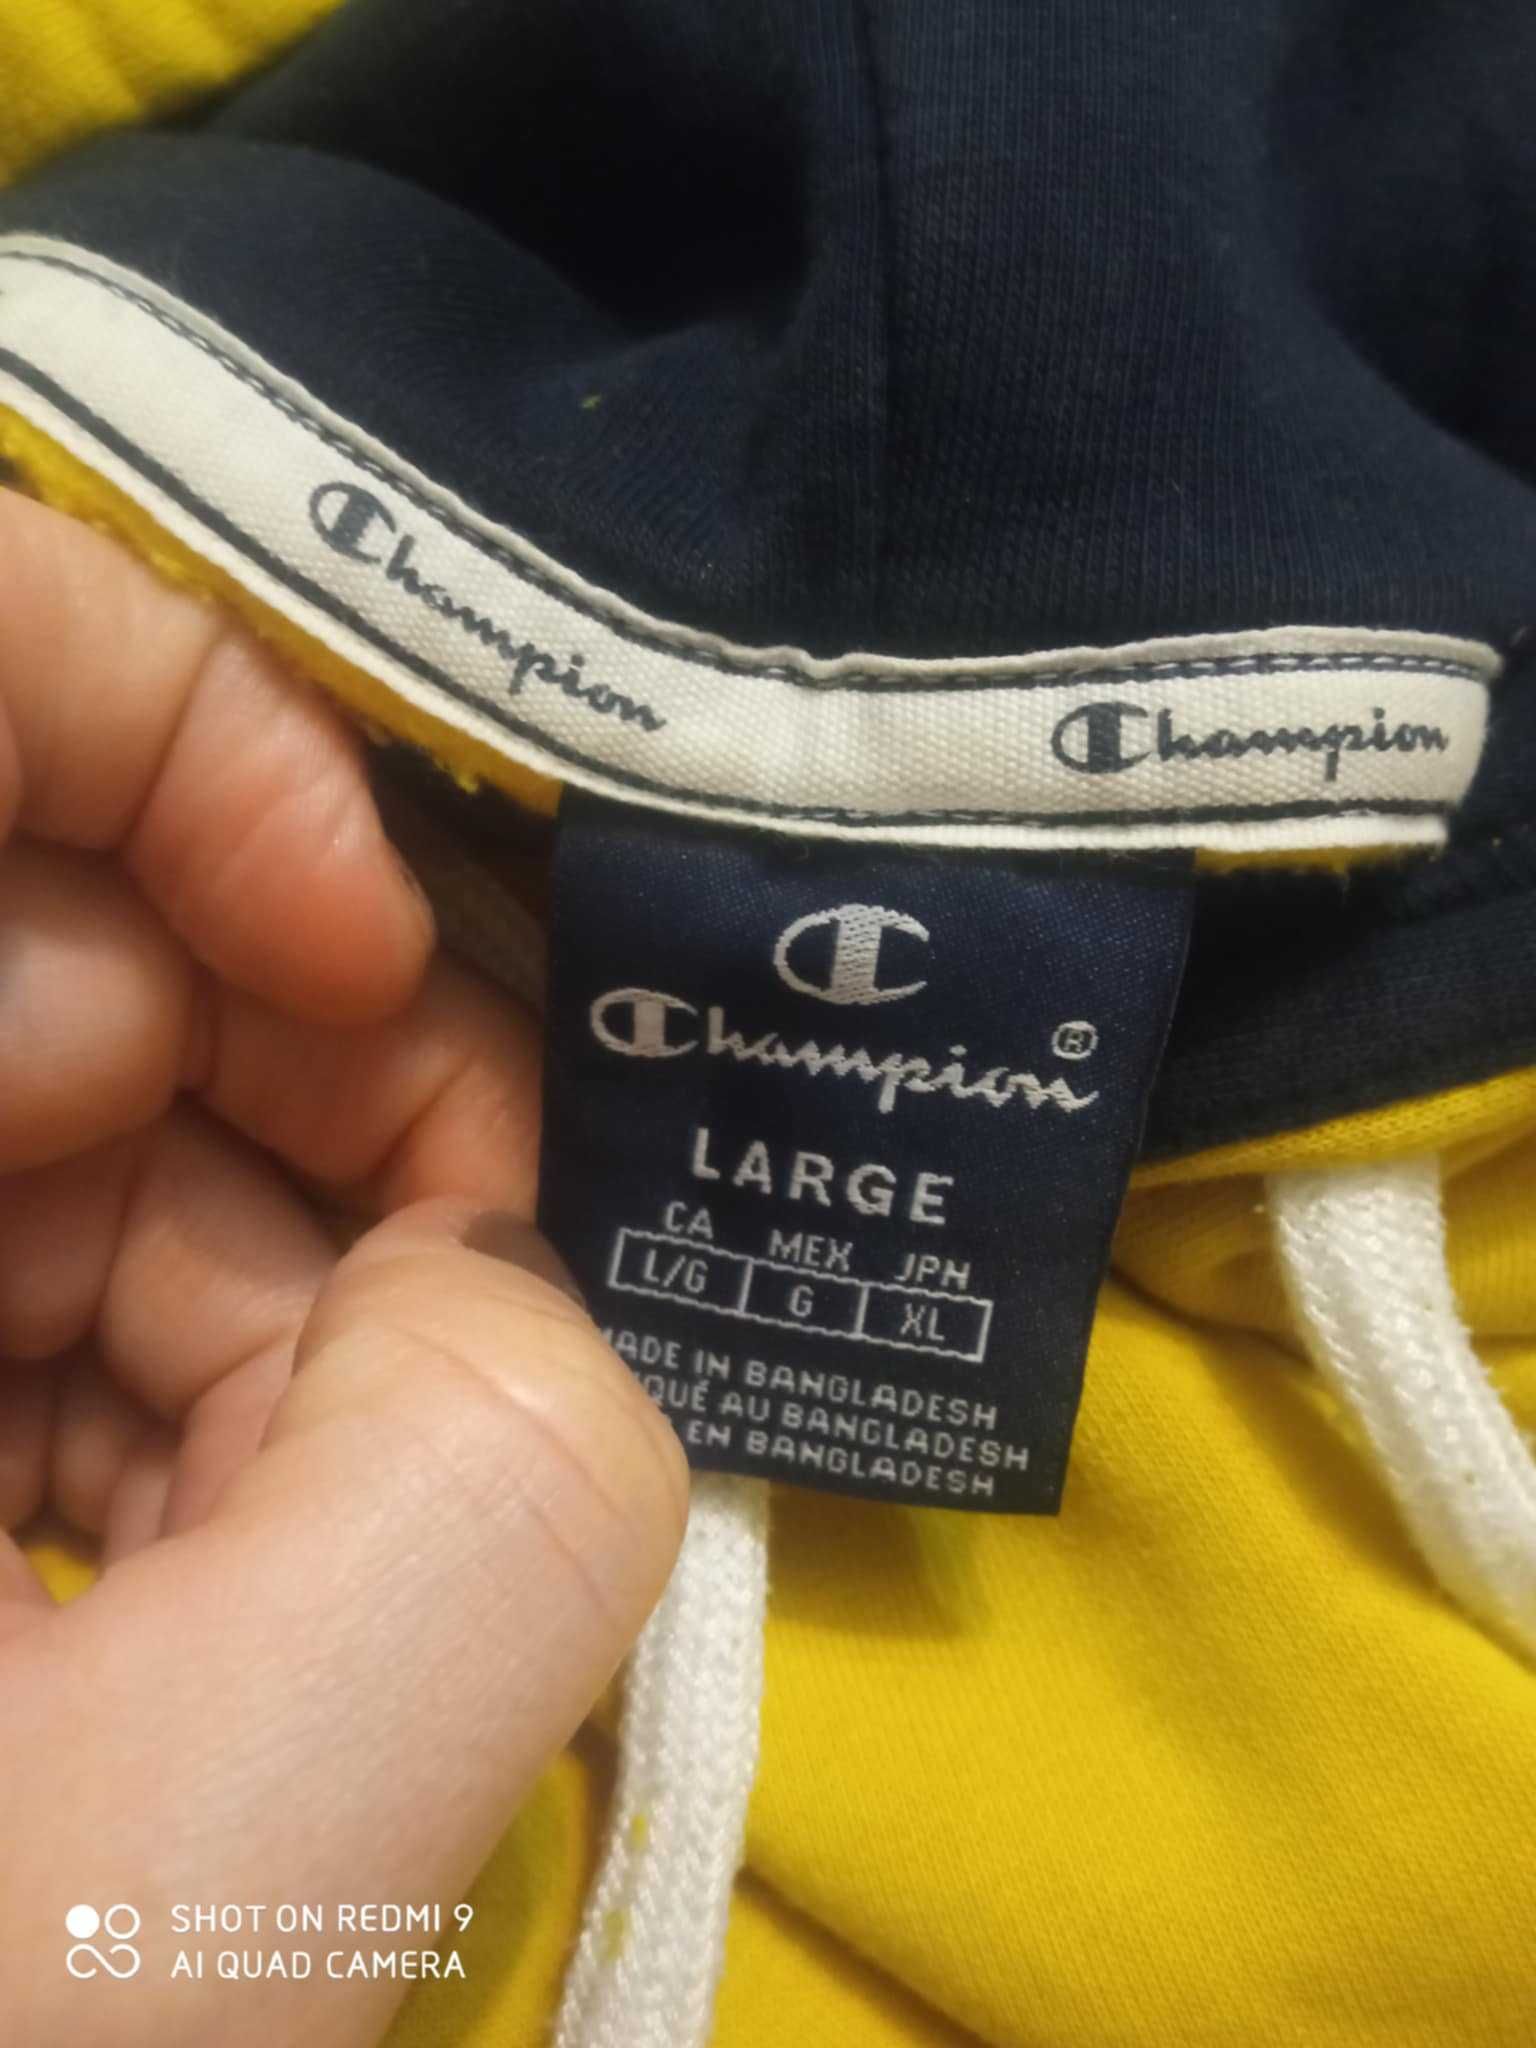 Champion
Champion
Champion®
LARGE
CA MEX JPN
L/G G XL
ADE IN BANGLADESH
QUÉ AU BANGLADESH
EN BANGLADESH
SHOT ON REDMI 9
AI QUAD CAMERA